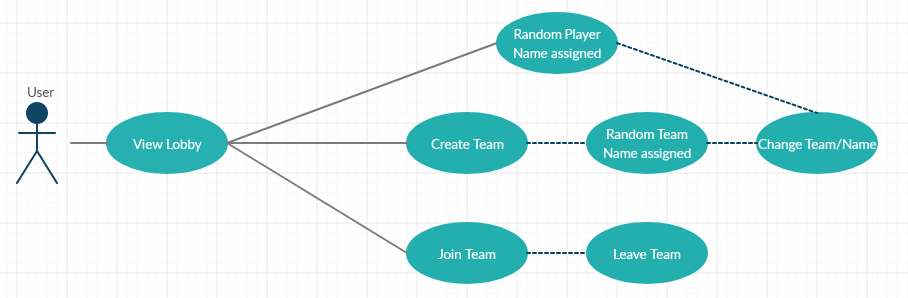 Random Player
Name assigned
User
View Lobby
Create Team
Random Team
Name assigned
Change Team/Name
Join Team
Leave Team